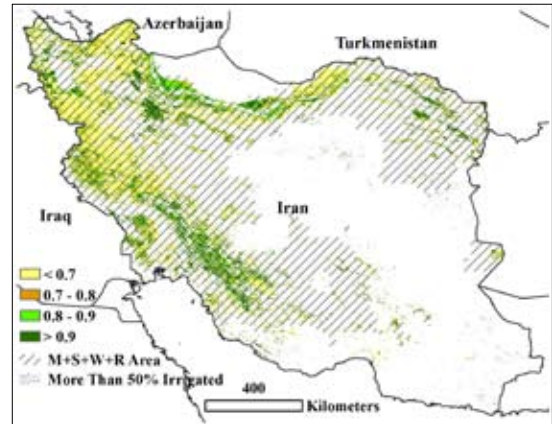 Azerbaijan
Turkmenistan
Iraq
Iran
< 0.7
0.7 - 0.8
0.8 - 0.9
> 0.9
M+S+W+R Area
More Than 50% Irrigated
400
Kilometers